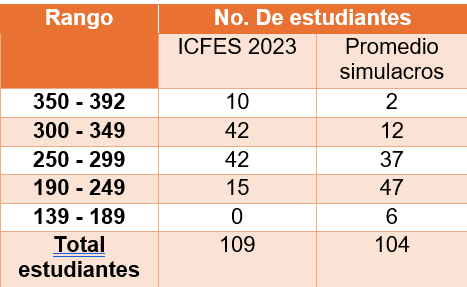 Rango No. De estudiantes
ICFES 2023 Promedio
simulacros
350 - 392 10 2
300 - 349 42 12
250 - 299 42 37
190 - 249 15 47
139 - 189 0 6
Total
estudiantes 109 104